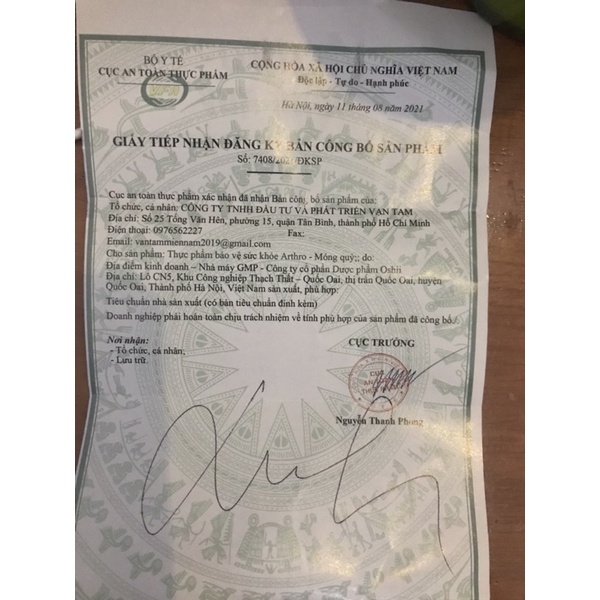 BỘ Y TẾ
CỤC AN TOÀN THỰC PHẨM
CỘNG HÒA XÃ HỘI CHỦ NGHĨA VIỆT NAM
Độc lập - Tự do - Hạnh phúc
Hà Nội, ngày 11 tháng 08 năm 2021
GIẤY TIẾP NHẬN ĐĂNG KÝ BẢN CÔNG BỐ SẢN PHẨM
Số: 7408/2021/ĐKSP
Cục an toàn thực phẩm xác nhận đã nhận Bản công bố sản phẩm của:
Tổ chức, cá nhân: CÔNG TY TNHH ĐẦU TƯ VÀ PHÁT TRIỂN VẠN TAM
Địa chỉ: Số 25 Tống Văn Hên, phường 15, quận Tân Bình, thành phố Hồ Chí Minh
Điện thoại: 0976562227 Fax:
Email: vantammiennam2019@gmail.com
Cho sản phẩm: Thực phẩm bảo vệ sức khỏe Arthro - Móng quỷ;: do:
Địa điểm kinh doanh – Nhà máy GMP - Công ty cổ phần Dược phẩm Oshii
Địa chỉ: Lô CN5, Khu Công nghiệp Thạch Thất – Quốc Oai, thị trấn Quốc Oai, huyện
Quốc Oai, Thành phố Hà Nội, Việt Nam sản xuất, phù hợp:
Tiêu chuẩn nhà sản xuất (có bản tiêu chuẩn đính kèm)
Doanh nghiệp phải hoàn toàn chịu trách nhiệm về tính phù hợp của sản phẩm đã công bố./.
Nơi nhận:
- Tổ chức, cá nhân,
- Lưu trữ.
CỤC TRƯỞNG
CỤC
AN
Nguyễn Thanh Phong